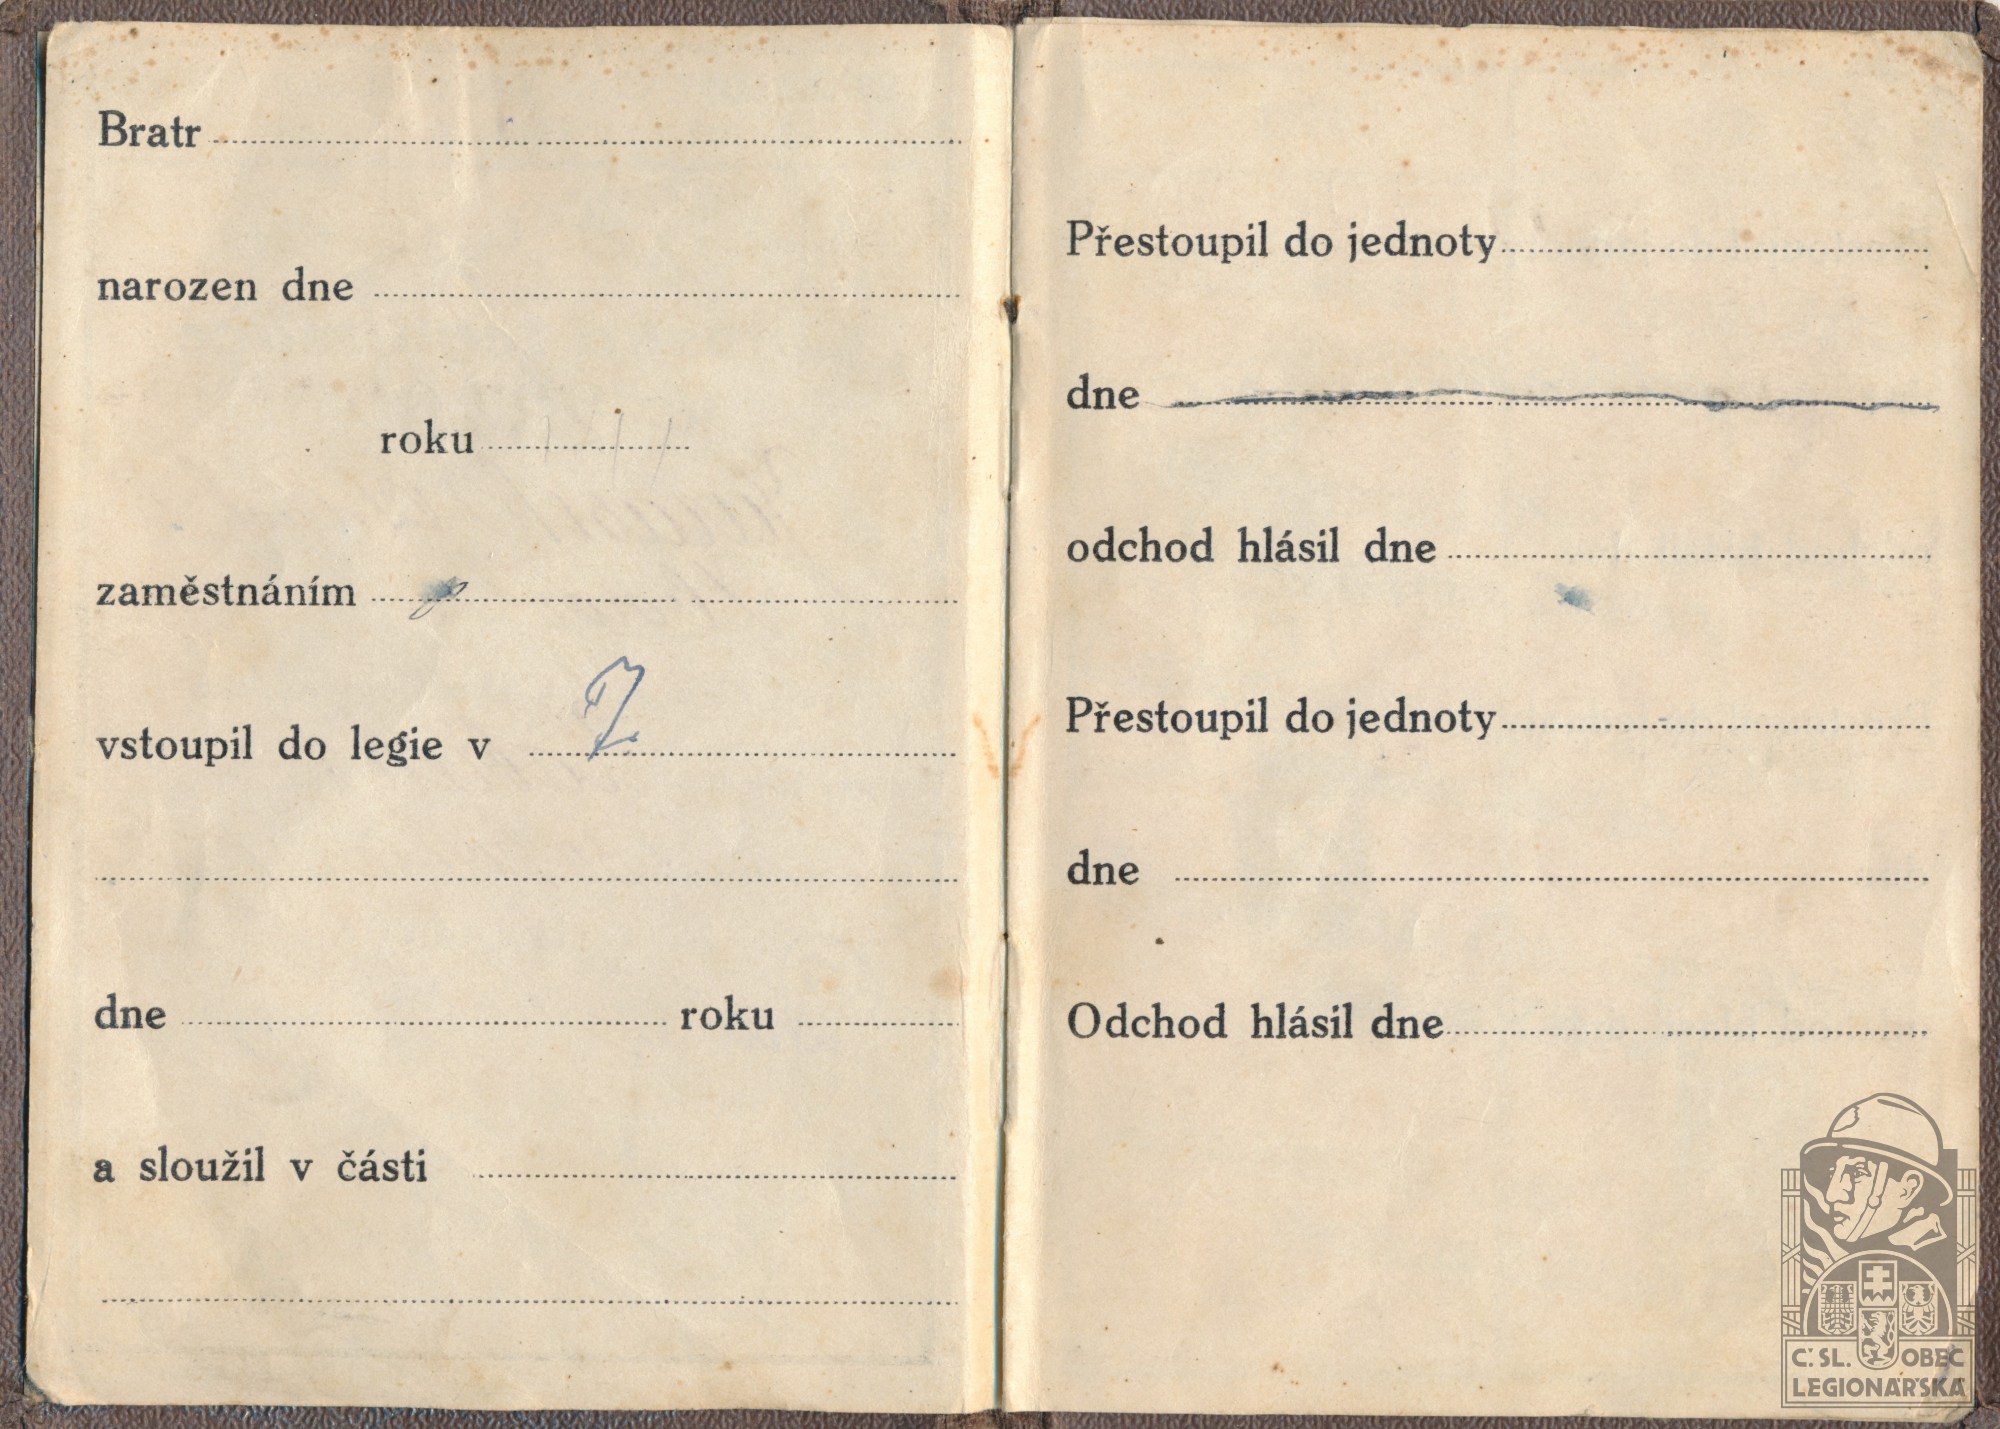 Bratr
narozen dne
roku
zaměstnáním
vstoupil do legie v
dne roku
a sloužil v části
Přestoupil do jednoty
dne
odchod hlásil dne
Přestoupil do jednoty
dne
Odchod hlásil dne
Č. SL. OBEC
LEGIONÁŘSKÁ